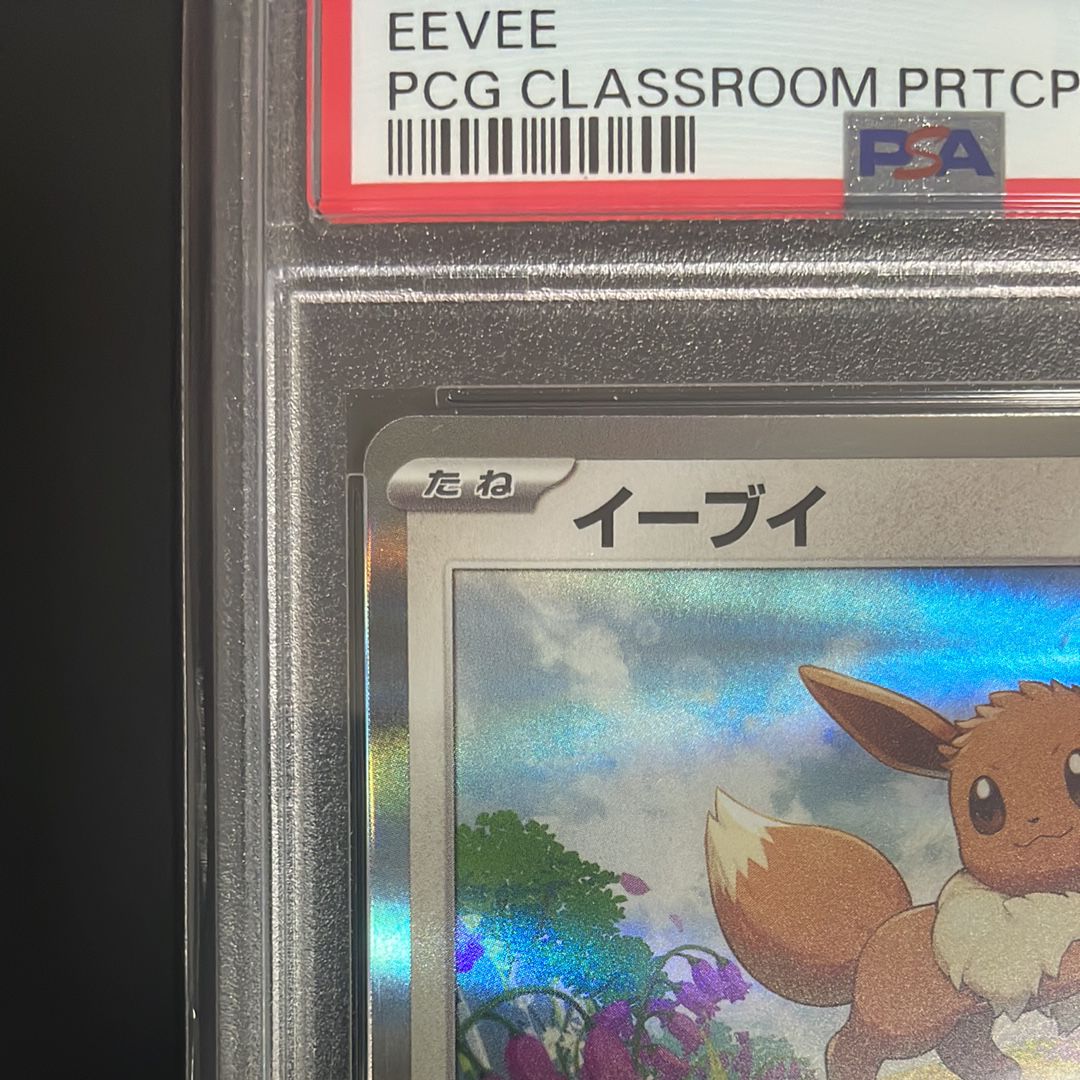 EEVEE
PCG CLASSROOM PRTCP
PSA
たね
イーブイ